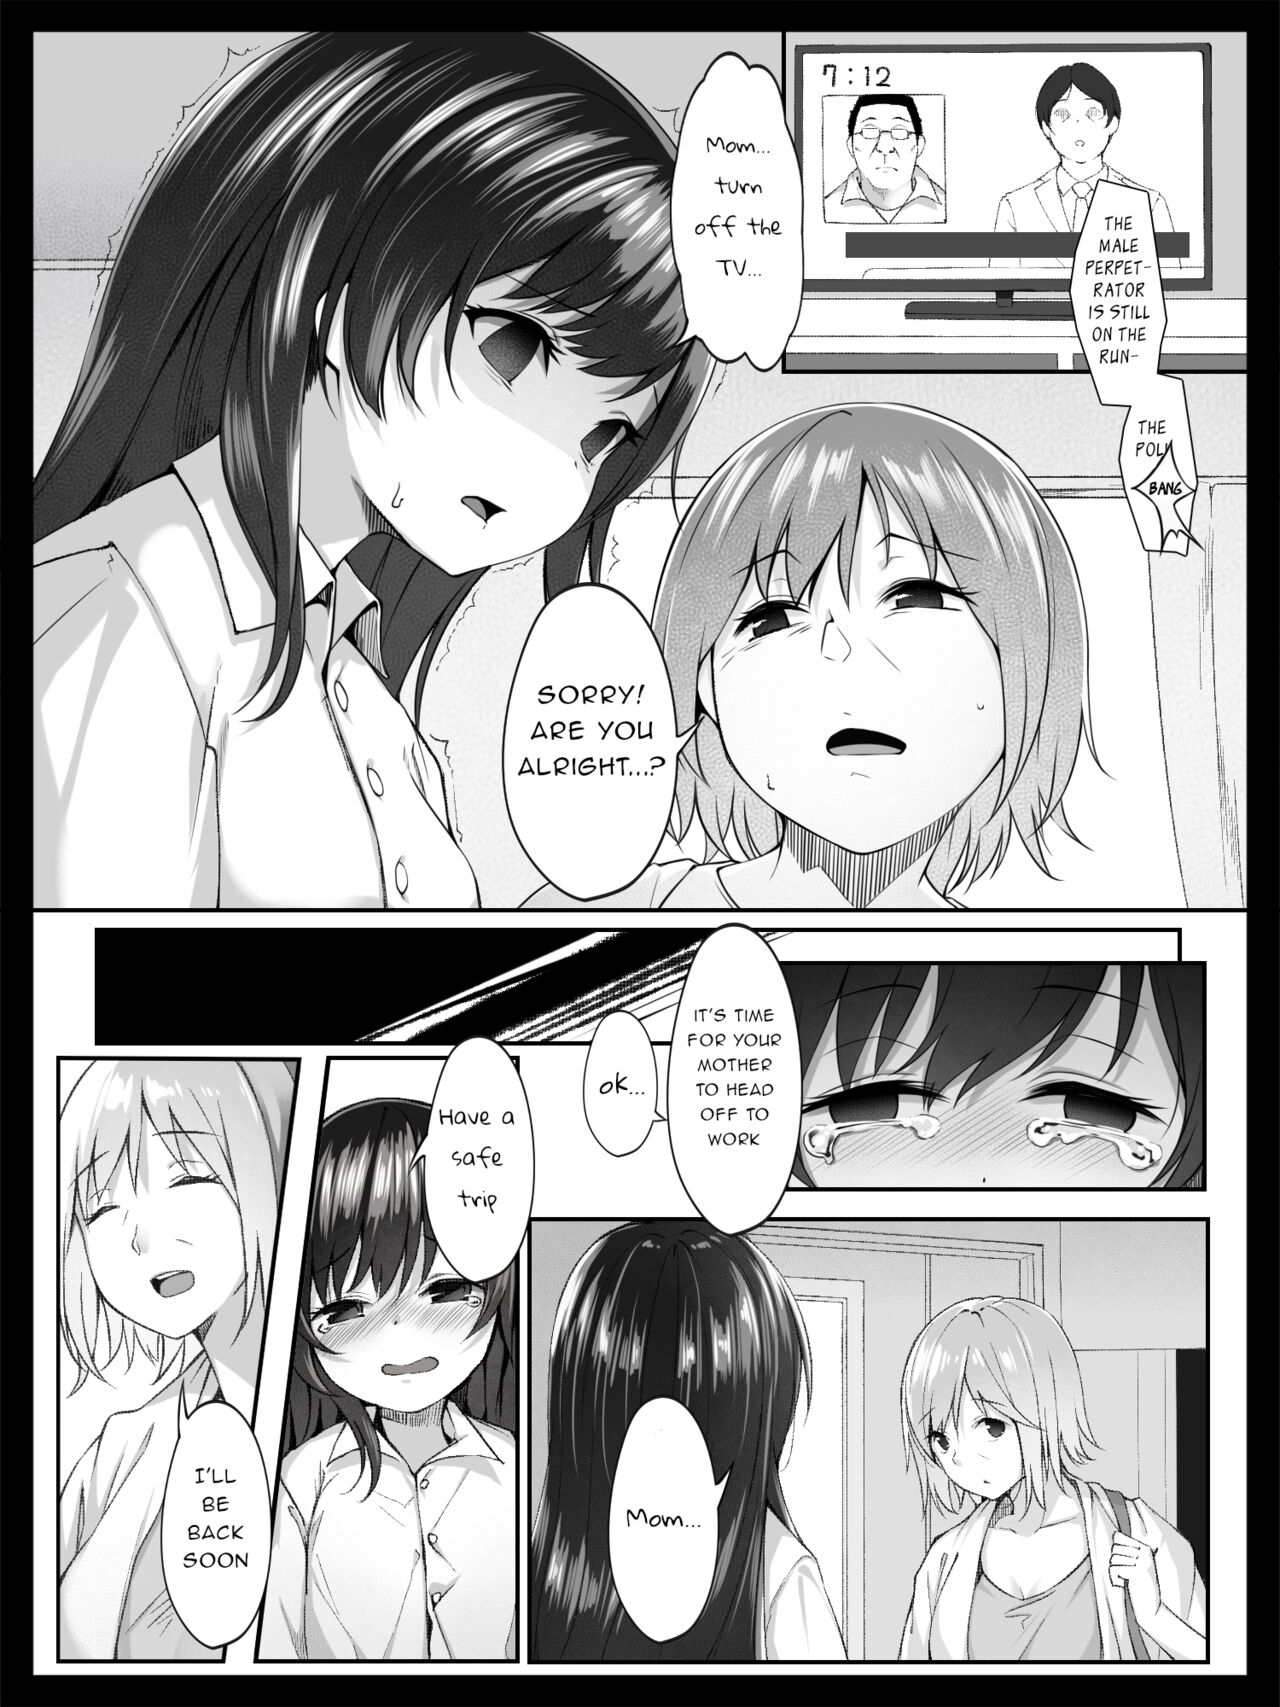 7:12
THE
MALE
PERPET-
RATOR
IS STILL
ON THE
RUN-
THE
POLI
BANG
Mom...
turn
off the
TV...
SORRY!
ARE YOU
ALRIGHT...?
IT'S TIME
FOR YOUR
MOTHER
TO HEAD
OFF TO
WORK
ok...
Mom...
Have a
safe
trip
I'LL
BE
BACK
SOON